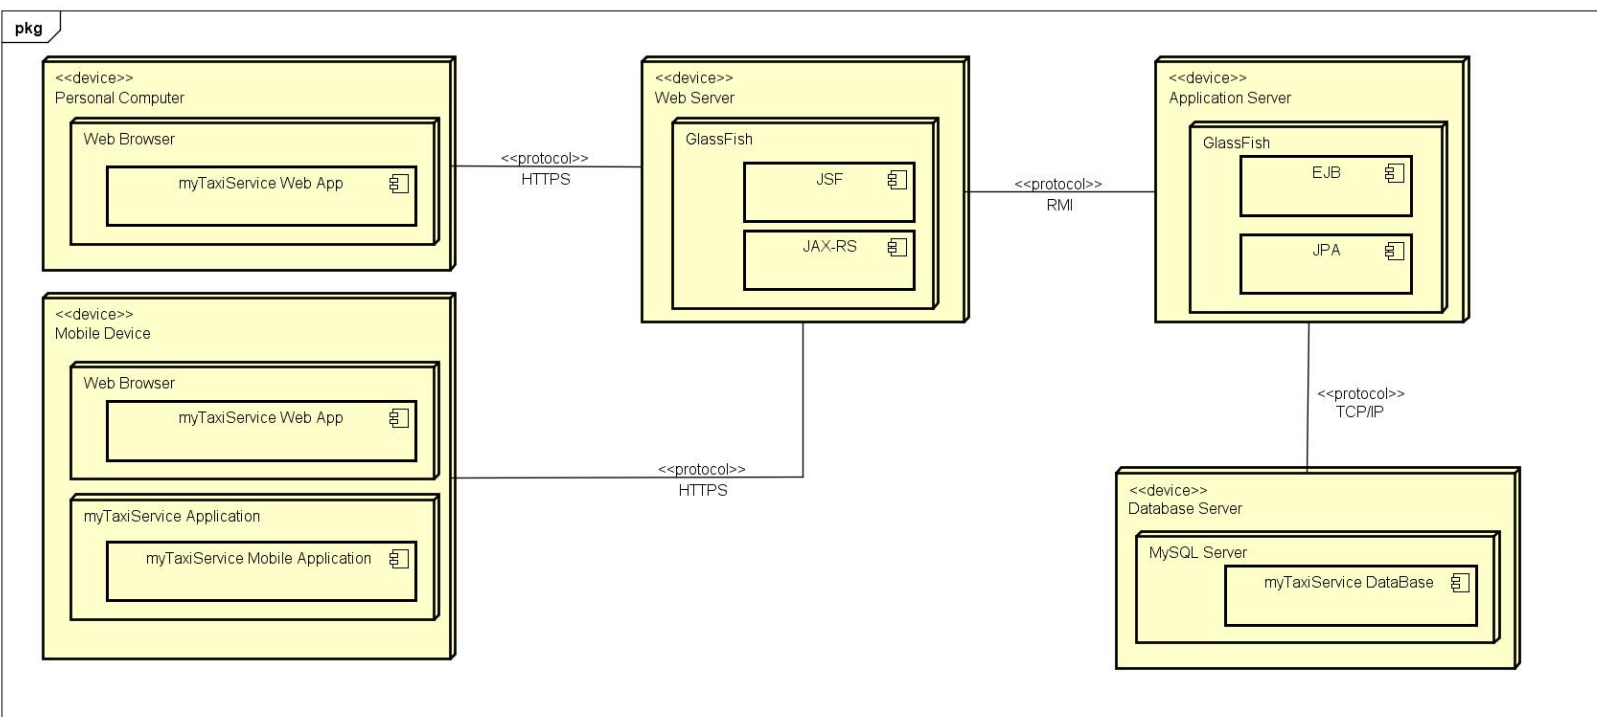 pkg
<<device>>
Personal Computer
Web Browser
myTaxiService Web App
<<protocol>>
HTTPS
<<device>>
Web Server
GlassFish
JSF
JAX-RS
<<protocol>>
RMI
<<device>>
Application Server
GlassFish
EJB
JPA
<<device>>
Mobile Device
Web Browser
myTaxiService Web App
myTaxiService Application
myTaxiService Mobile Application
<<protocol>>
HTTPS
<<protocol>>
TCP/IP
<<device>>
Database Server
MySQL Server
myTaxiService DataBase